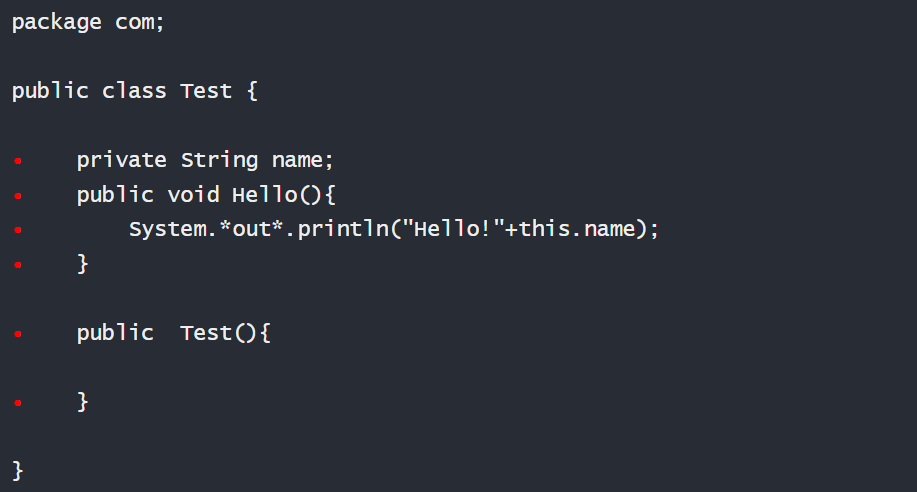 package com;
public class Test {
•    private String name;
•    public void Hello(){
•        System.*out*.println("Hello!"+this.name);
•    }
•    public  Test(){
•    }
}